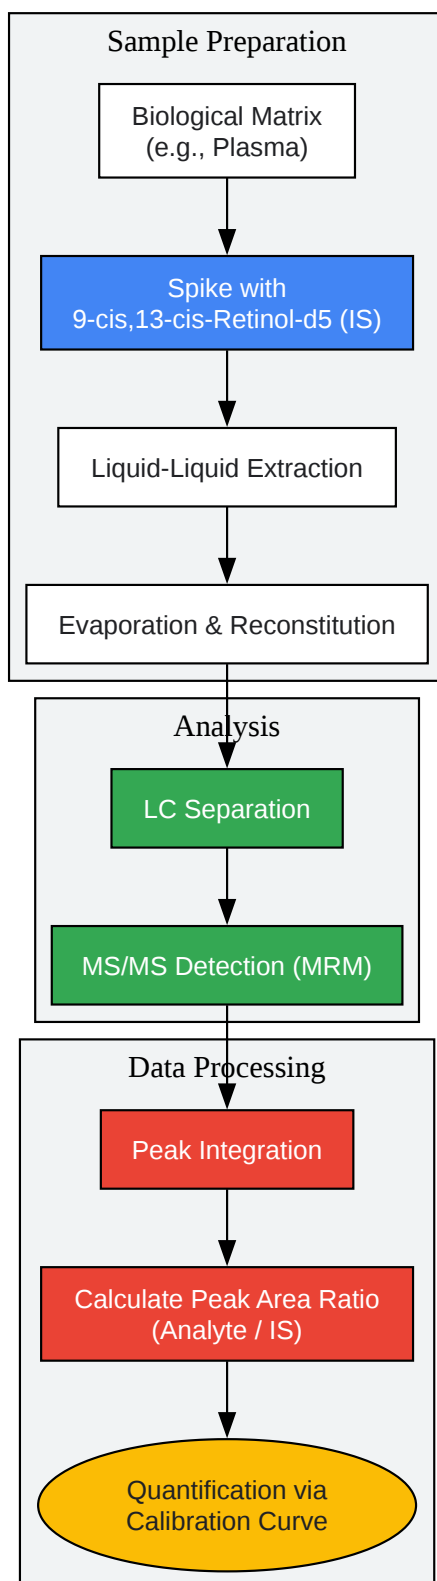 Sample Preparation
Biological Matrix
(e.g., Plasma)
Spike with
9-cis,13-cis-Retinol-d5 (IS)
Liquid-Liquid Extraction
Evaporation & Reconstitution
Analysis
LC Separation
MS/MS Detection (MRM)
Data Processing
Peak Integration
Calculate Peak Area Ratio
(Analyte / IS)
Quantification via
Calibration Curve